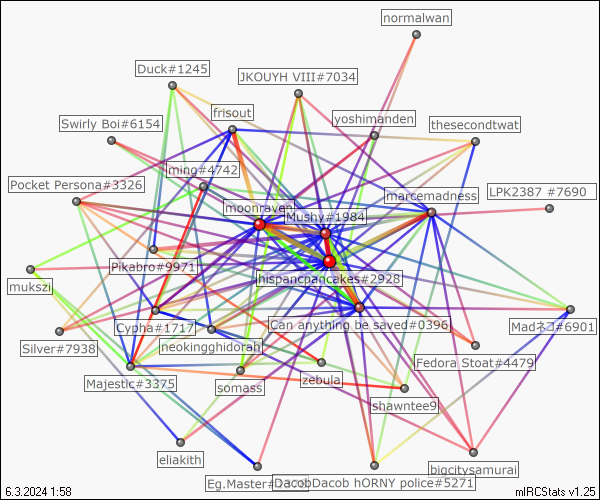 normalwan
Duck#1245
JKOUYH VIII#7034
frisout
yoshimanden
Swirly Boi#6154
thesecondtwat
ming#4742
Pocket Persona#3326
marcemadness
LPK2387 #7690
moonraven
Mushy#1984
Pikabro#9971
hispancpancakes#2928
mukszi
Cypha#1717
Can anything be saved#0396
Madネコ#6901
Silver#7938
neokingghidorah
Fedora Stoat#4479
Majestic#3375
somass
zebula
shawntee9
eliakith
bigcitysamurai
Eg.Master#
DacobDacob hORNY police#5271
6.3.2024 1:58
mIRCStats v1.25